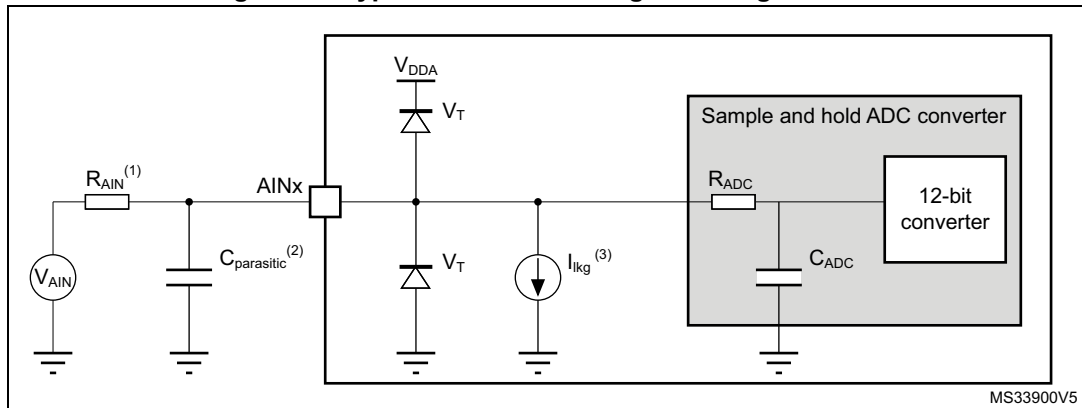 V_DDA
V_T
Sample and hold ADC converter
R_AIN^(1)
AINx
R_ADC
12-bit
converter
V_AIN
C_parasitic^(2)
V_T
I_lkg^(3)
C_ADC
MS33900V5